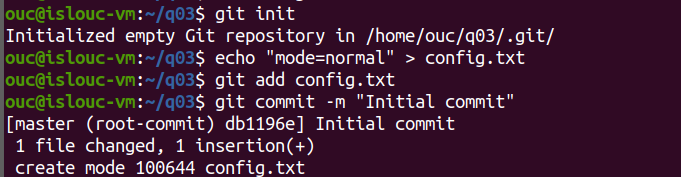 ouc@islouc-vm:~/q03$ git init
Initialized empty Git repository in /home/ouc/q03/.git/
ouc@islouc-vm:~/q03$ echo "mode=normal" > config.txt
ouc@islouc-vm:~/q03$ git add config.txt
ouc@islouc-vm:~/q03$ git commit -m "Initial commit"
[master (root-commit) db1196e] Initial commit
 1 file changed, 1 insertion(+)
 create mode 100644 config.txt